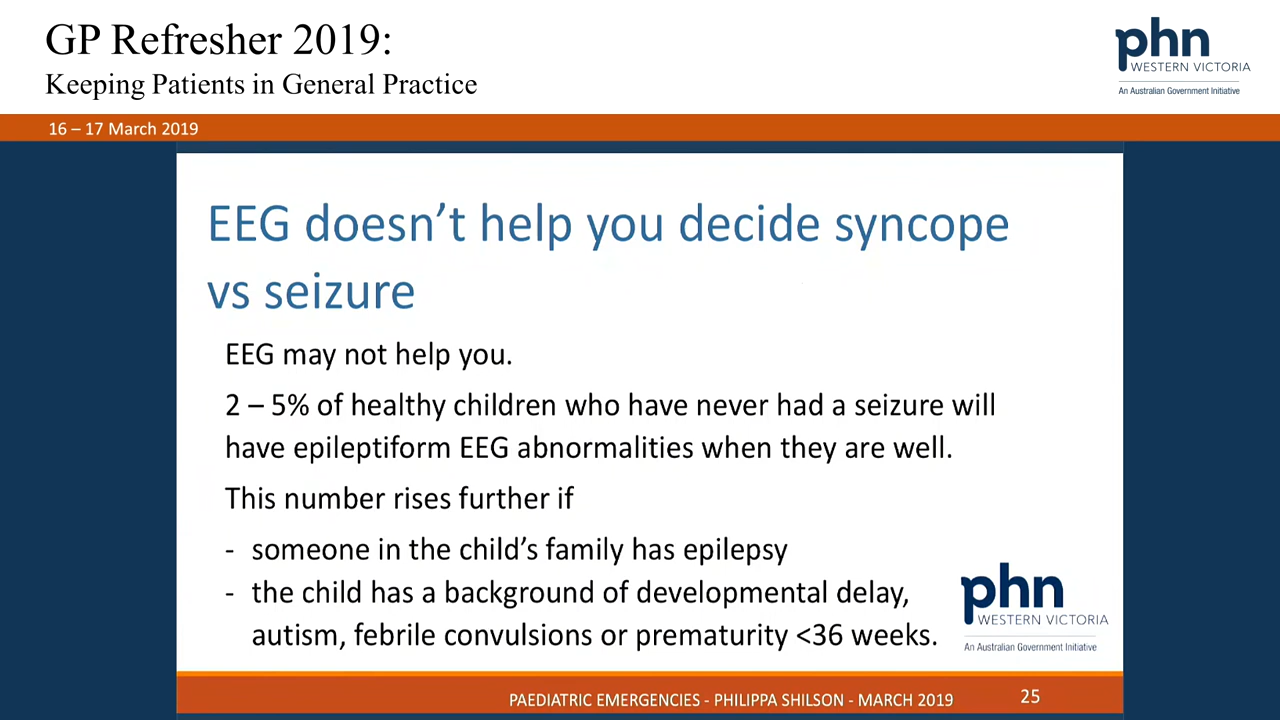 GP Refresher 2019:
Keeping Patients in General Practice
phn
WESTERN VICTORIA
An Australian Government Initiative
16 – 17 March 2019
EEG doesn’t help you decide syncope
vs seizure
EEG may not help you.
2 – 5% of healthy children who have never had a seizure will
have epileptiform EEG abnormalities when they are well.
This number rises further if
- someone in the child’s family has epilepsy
- the child has a background of developmental delay,
autism, febrile convulsions or prematurity <36 weeks.
phn
WESTERN VICTORIA
An Australian Government Initiative
PAEDIATRIC EMERGENCIES - PHILIPPA SHILSON - MARCH 2019
25